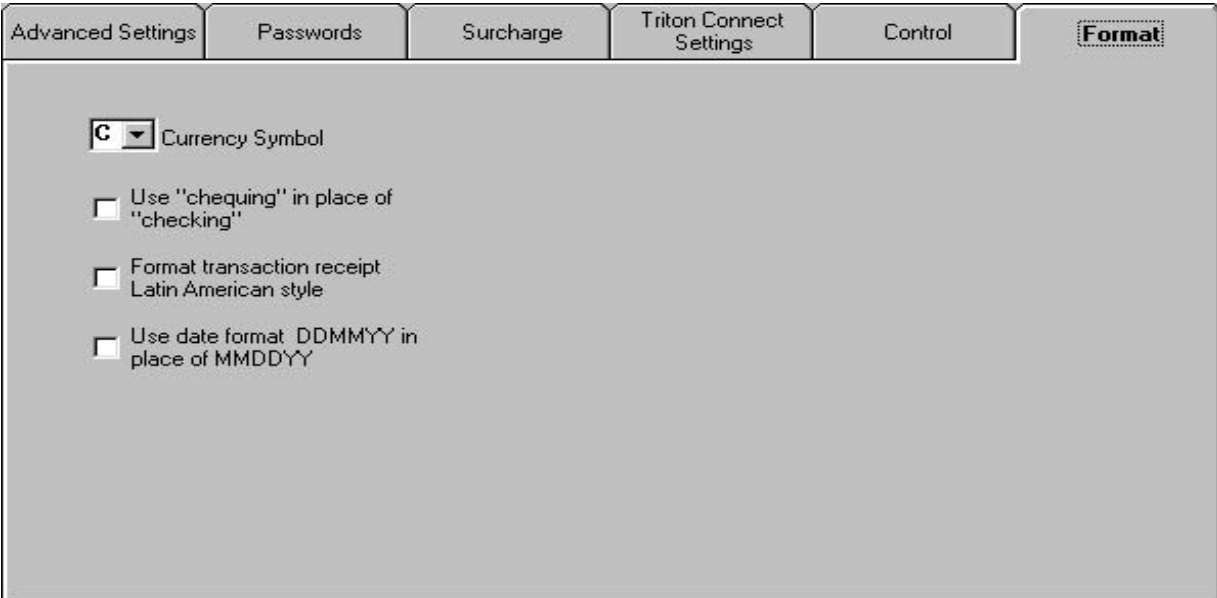 Advanced Settings
Passwords
Surcharge
Triton Connect
Settings
Control
Format
C Currency Symbol
Use "chequing" in place of
"checking"
Format transaction receipt
Latin American style
Use date format DDMMYY in
place of MMDDYY